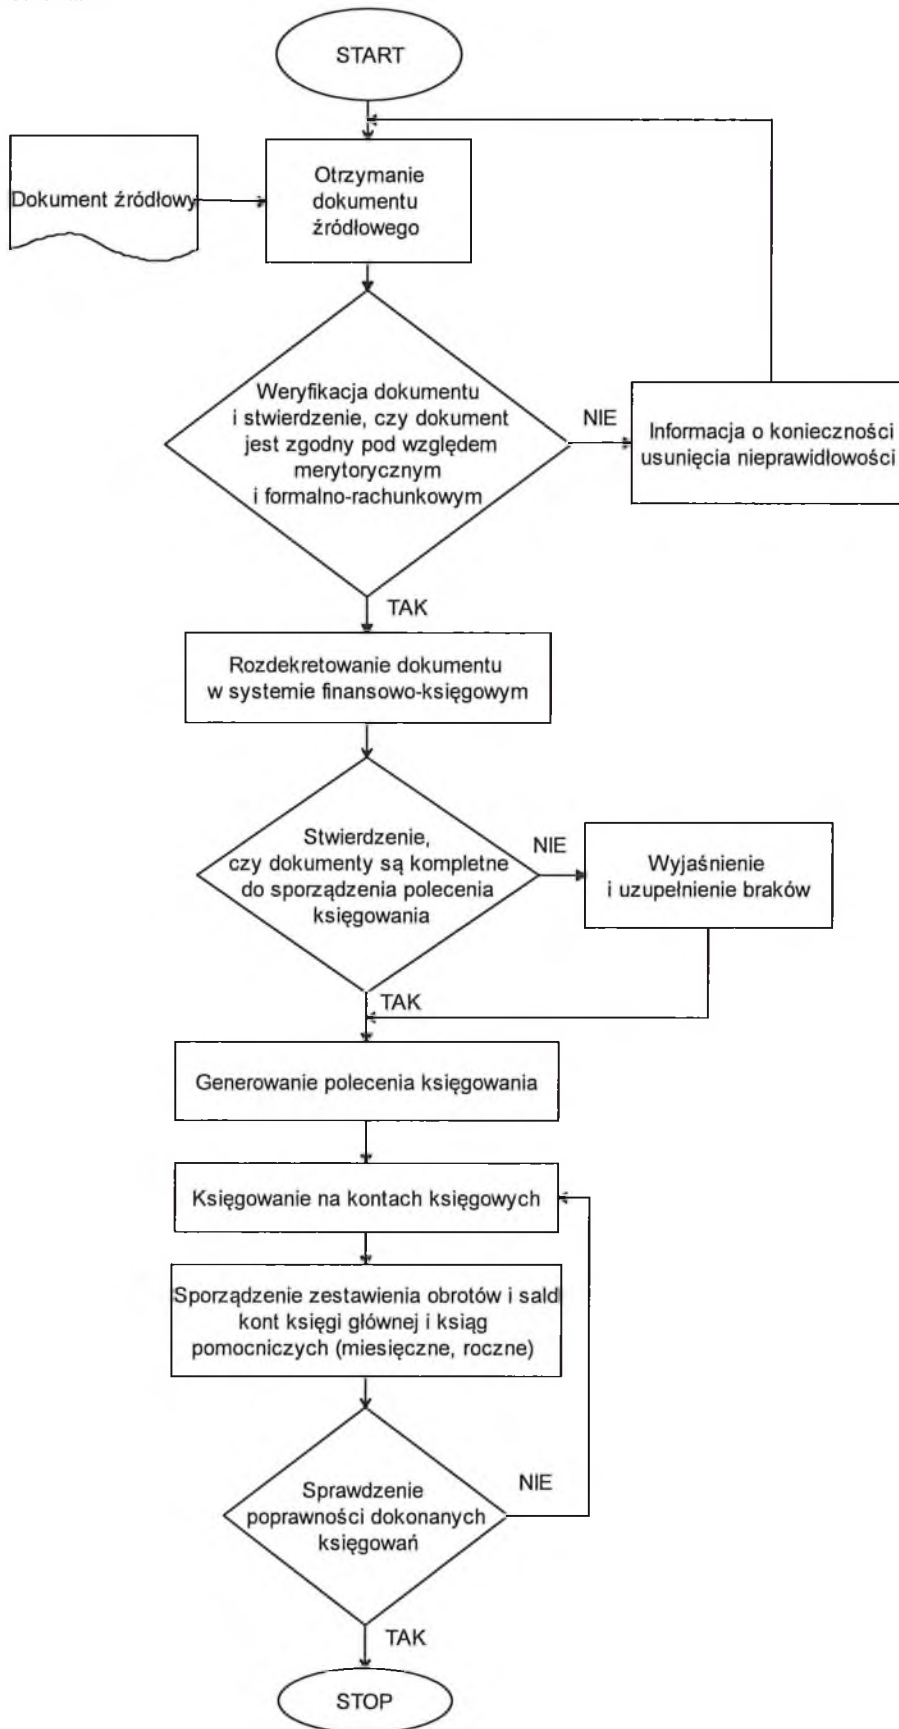 START
Dokument źródłowy
Otrzymanie
dokumentu
źródłowego
Weryfikacja dokumentu
i stwierdzenie, czy dokument
jest zgodny pod względem
merytorycznym
i formalno-rachunkowym
NIE
Informacja o konieczności
usunięcia nieprawidłowości
TAK
Rozdekretowanie dokumentu
w systemie finansowo-księgowym
Stwierdzenie,
czy dokumenty są kompletne
do sporządzenia polecenia
księgowania
NIE
Wyjaśnienie
i uzupełnienie braków
TAK
Generowanie polecenia księgowania
Księgowanie na kontach księgowych
Sporządzenie zestawienia obrotów i sald
kont księgi głównej i ksiąg
pomocniczych (miesięczne, roczne)
Sprawdzenie
poprawności dokonanych
księgowań
NIE
TAK
STOP